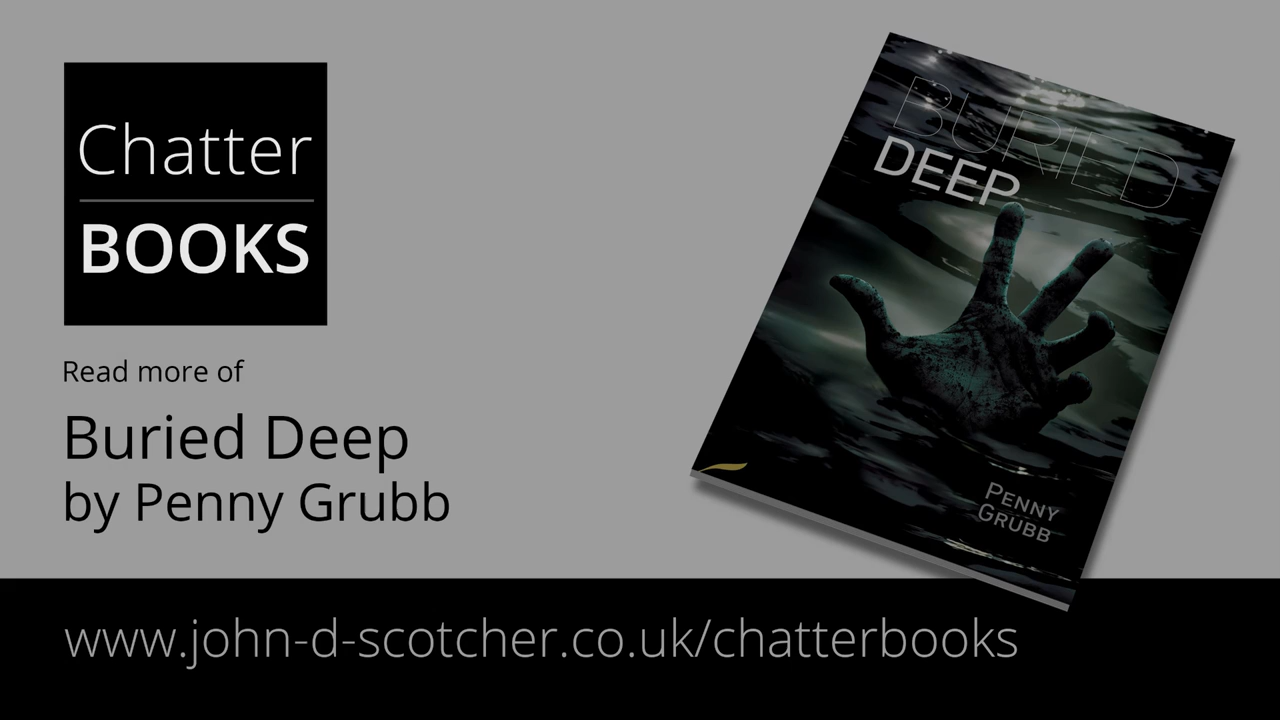 Chatter
BOOKS
Read more of
Buried Deep
by Penny Grubb
BURIED
DEEP
PENNY
GRUBB
www.john-d-scotcher.co.uk/chatterbooks